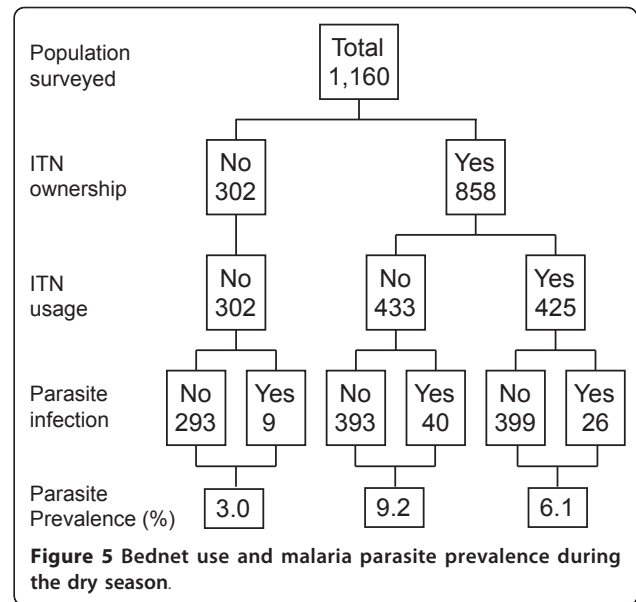 Population
surveyed
Total
1,160
ITN
ownership
No
302
Yes
858
ITN
usage
No
302
No
433
Yes
425
Parasite
infection
No
293
Yes
9
No
393
Yes
40
No
399
Yes
26
Parasite
Prevalence (%)
3.0
9.2
6.1
Figure 5 Bednet use and malaria parasite prevalence during
the dry season.